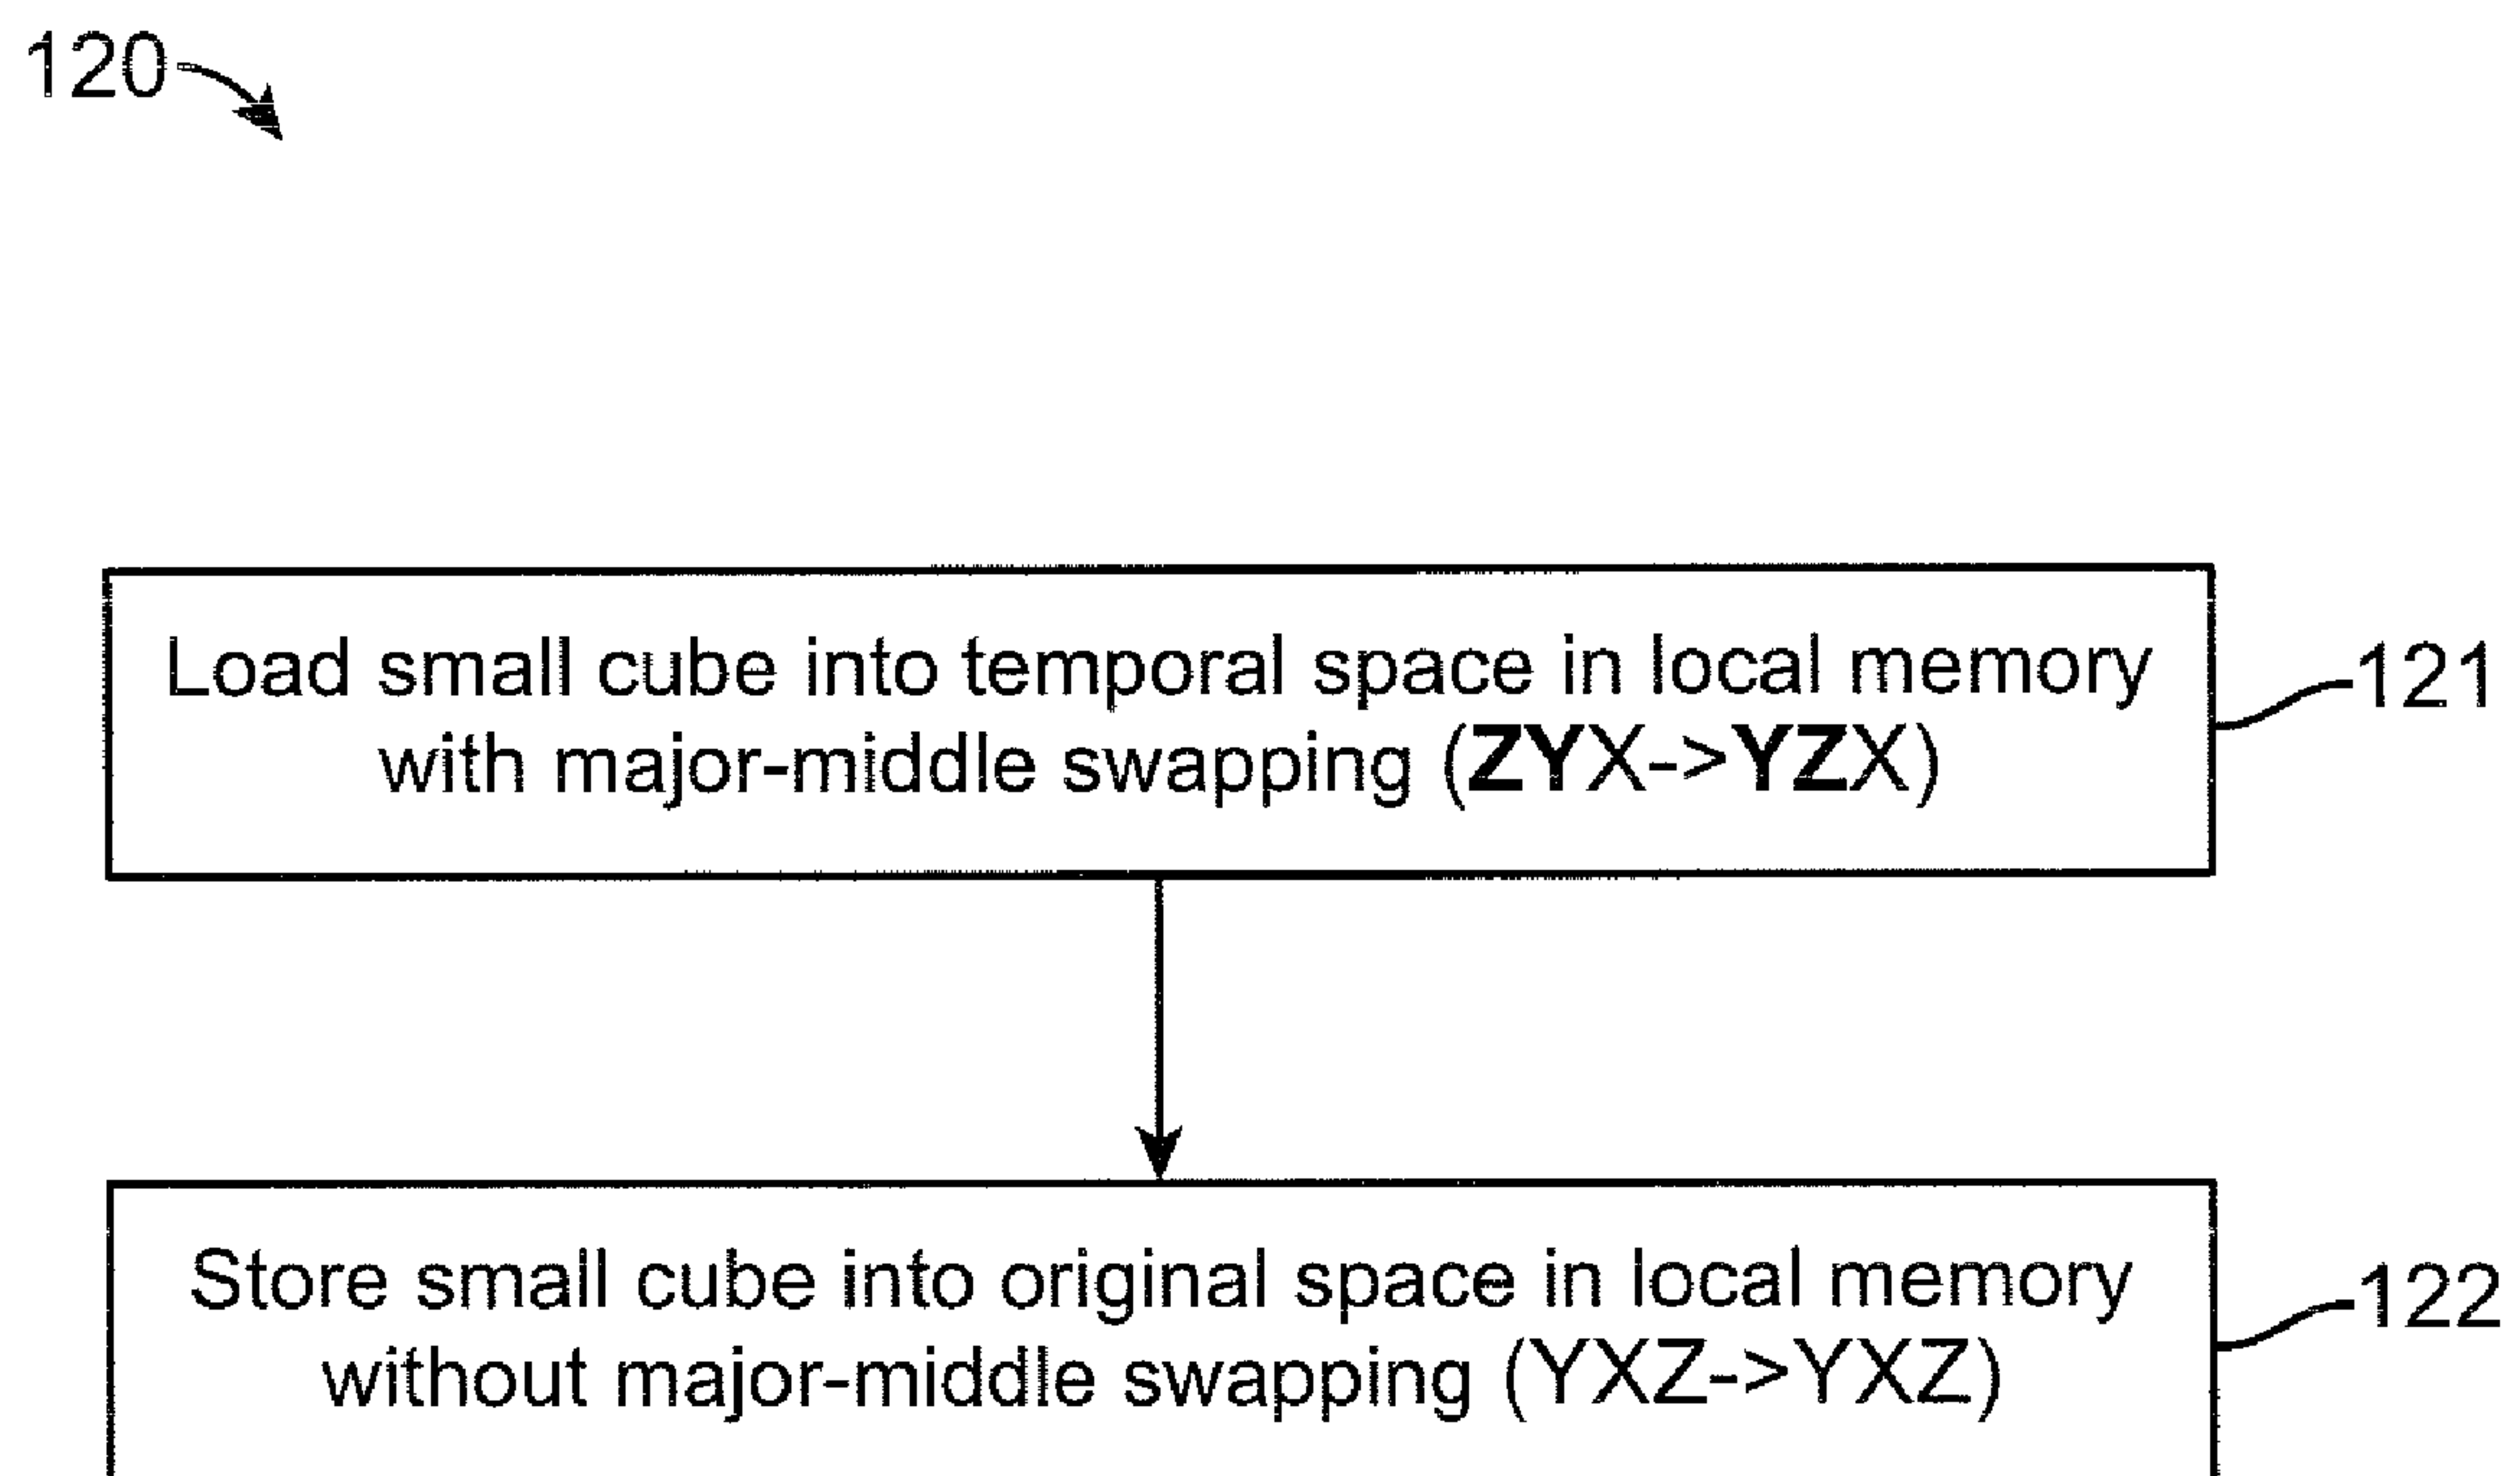 120
Load small cube into temporal space in local memory
with major-middle swapping (ZYX->YZX)
121
Store small cube into original space in local memory
without major-middle swapping (YXZ->YXZ)
122